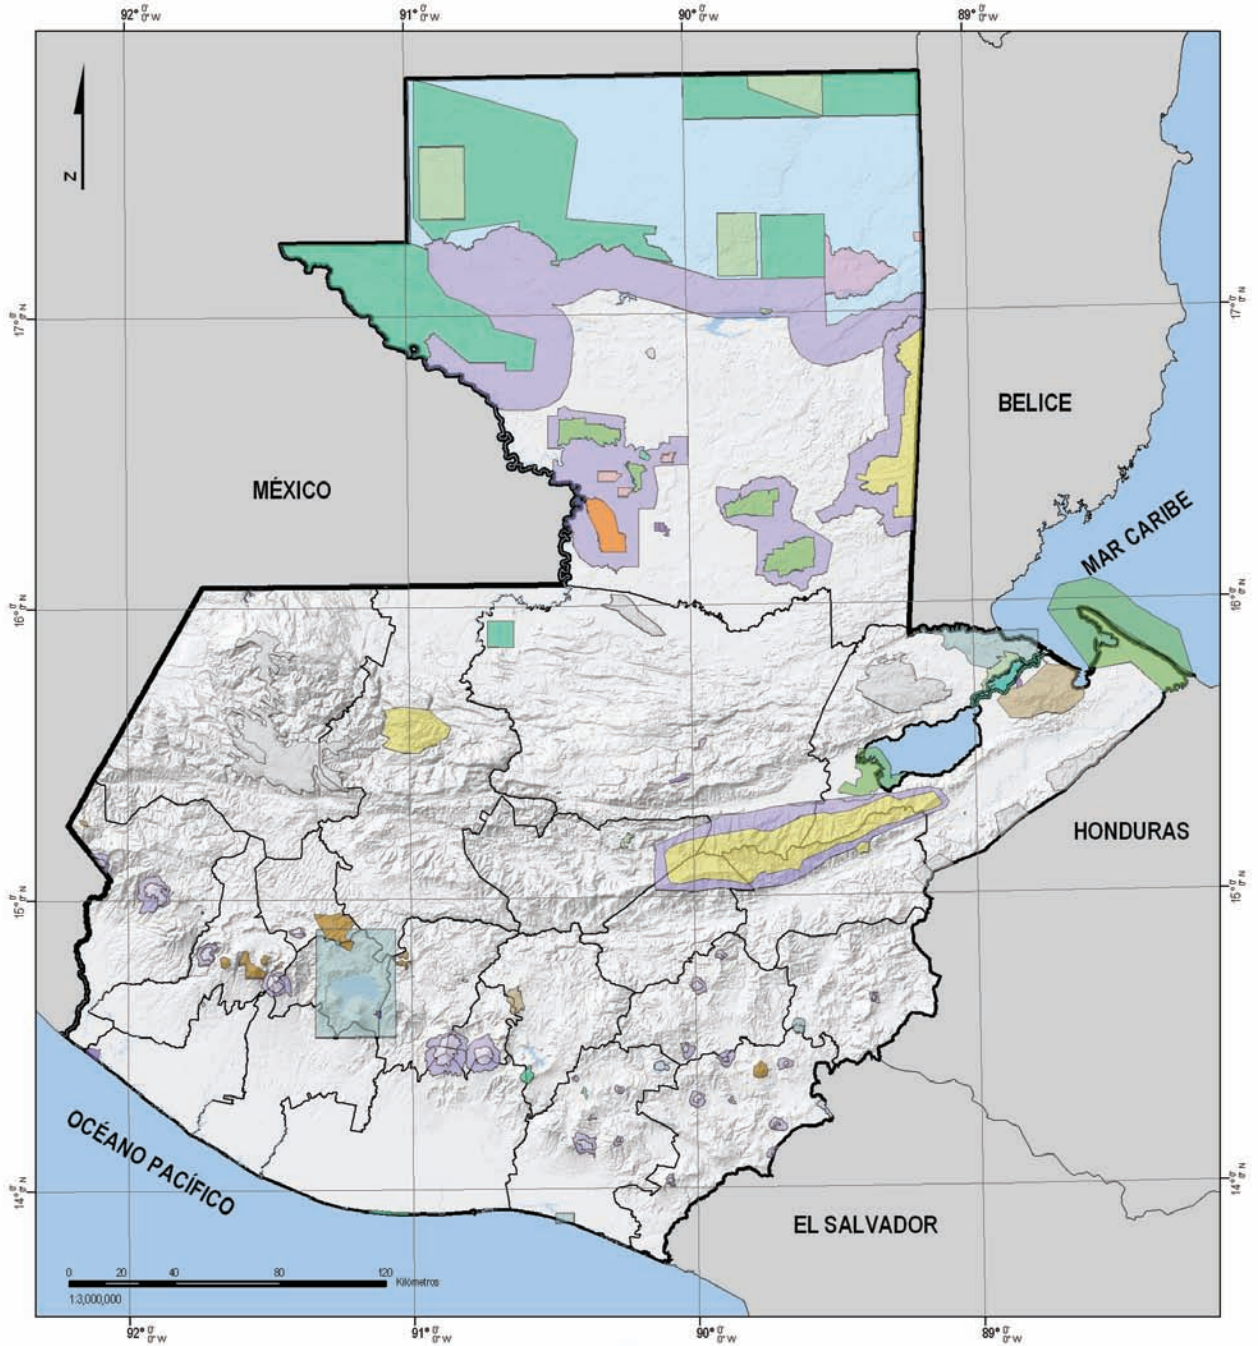 92° 0' 0" W
91° 0' 0" W
90° 0' 0" W
89° 0' 0" W
N
17° 0' 0" N
17° 0' 0" N
BELICE
MÉXICO
MAR CARIBE
16° 0' 0" N
16° 0' 0" N
HONDURAS
15° 0' 0" N
15° 0' 0" N
OCÉANO PACÍFICO
14° 0' 0" N
14° 0' 0" N
EL SALVADOR
0 20 40 80 120
Kilómetros
1:3,000,000
92° 0' 0" W
91° 0' 0" W
90° 0' 0" W
89° 0' 0" W